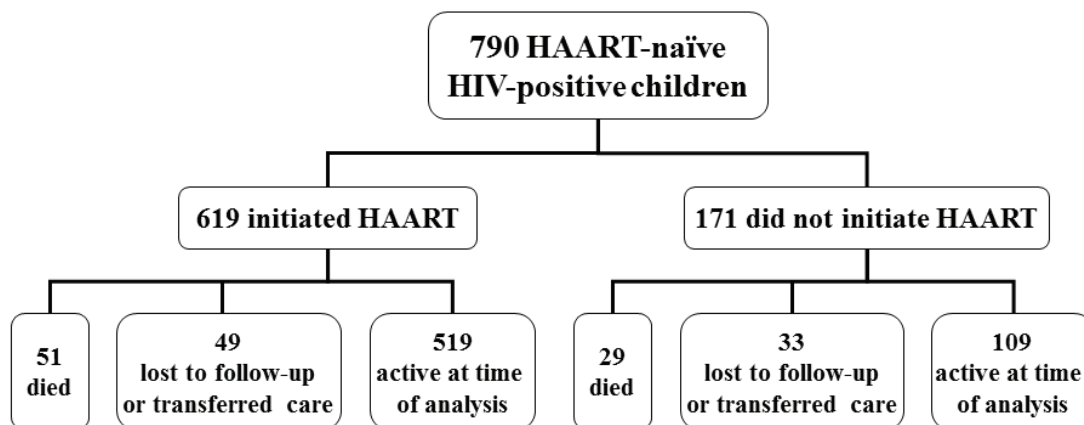 790 HAART-naïve
HIV-positive children
619 initiated HAART
171 did not initiate HAART
51
died
49
lost to follow-up
or transferred care
519
active at time
of analysis
29
died
33
lost to follow-up
or transferred care
109
active at time
of analysis